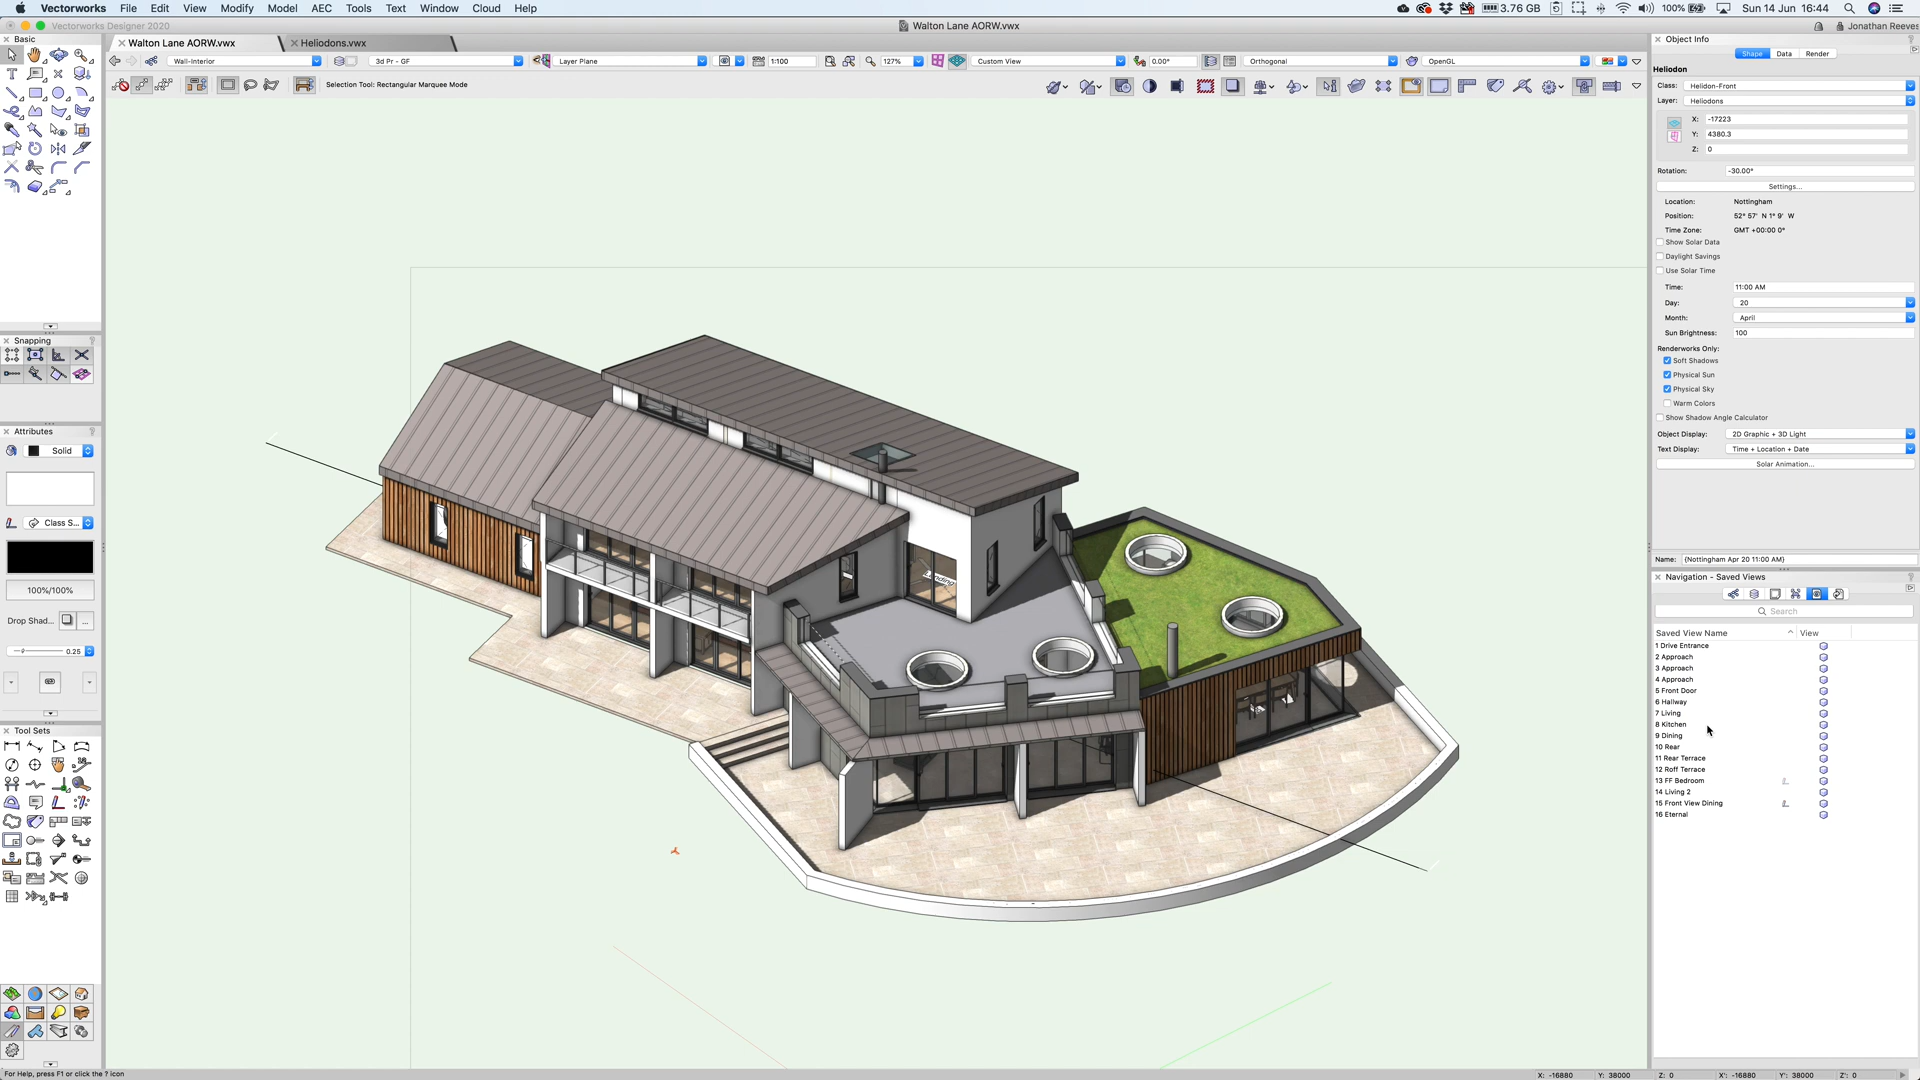 Vectorworks File Edit View Modify Model AEC Tools Text Window Cloud Help 3.76 GB 100% Sun 14 Jun 16:44
Vectorworks Designer 2020 Walton Lane AORW.vwx Jonathan Reeves
Basic
Walton Lane AORW.vwx Heliodons.vwx
Wall-Interior 3d Pr - GF Layer Plane 1:100 127% Custom View 0.00° Orthogonal OpenGL
Selection Tool: Rectangular Marquee Mode
Snapping
Attributes
Solid
Class S...
100%/100%
Drop Shad...
0.25
Tool Sets
Landing
For Help, press F1 or click the ? icon
Object Info
Shape Data Render
Heliodon
Class: Helidon-Front
Layer: Heliodons
X: -17223
Y: 4380.3
Z: 0
Rotation: -30.00°
Settings...
Location: Nottingham
Position: 52° 57' N 1° 9' W
Time Zone: GMT +00:00 0°
Show Solar Data
Daylight Savings
Use Solar Time
Time: 11:00 AM
Day: 20
Month: April
Sun Brightness: 100
Renderworks Only:
Soft Shadows
Physical Sun
Physical Sky
Warm Colors
Show Shadow Angle Calculator
Object Display: 2D Graphic + 3D Light
Text Display: Time + Location + Date
Solar Animation...
Name: {Nottingham Apr 20 11:00 AM}
Navigation - Saved Views
Search
Saved View Name View
1 Drive Entrance
2 Approach
3 Approach
4 Approach
5 Front Door
6 Hallway
7 Living
8 Kitchen
9 Dining
10 Rear
11 Rear Terrace
12 Roff Terrace
13 FF Bedroom
14 Living 2
15 Front View Dining
16 Eternal
X: -16880 Y: 38000 Z: 0 X': -16880 Y': 38000 Z': 0